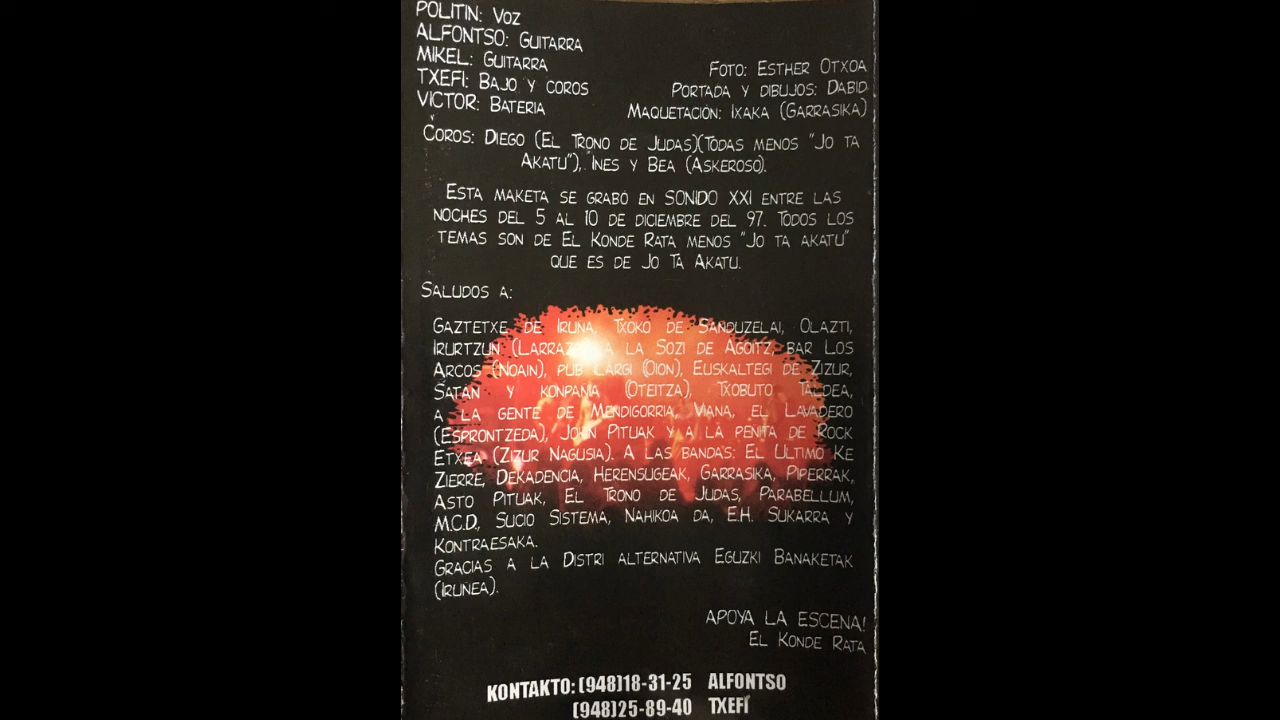 POLITIN: VOZ
ALFONTSO: GUITARRA
MIKEL: GUITARRA
TXEFI: BAJO Y COROS
VICTOR: BATERIA
FOTO: ESTHER OTXOA
PORTADA Y DIBUJOS: DABID
MAQUETACIÓN: IXAKA (GARRASIKA)
COROS: DIEGO (EL TRONO DE JUDAS)(TODAS MENOS "JO TA
AKATU"), INES Y BEA (ASKEROSO).
ESTA MAKETA SE GRABÓ EN SONIDO XXI ENTRE LAS
NOCHES DEL 5 AL 10 DE DICIEMBRE DEL 97. TODOS LOS
TEMAS SON DE EL KONDE RATA MENOS "JO TA AKATU"
QUE ES DE JO TA AKATU.
SALUDOS A:
GAZTETXE DE IRUÑA, TXOKO DE SANDUZELAI, OLAZTI,
IRURTZUN (LARRAZ A LA SOZI DE AGOITZ, BAR LOS
ARCOS (NOAIN), PUB LARGI (OION), EUSKALTEGI DE ZIZUR,
SATÁN Y KONPANIA (OTEITZA), TXOBUTO TALDEA,
A LA GENTE DE MENDIGORRIA, VIANA, EL LAVADERO
(ESPRONTZEDA), JOHN PITUAK Y A LA PEÑITA DE ROCK
ETXEA (ZIZUR NAGUSIA). A LAS BANDAS: EL ULTIMO KE
ZIERRE, DEKADENCIA, HERENSUGEAK, GARRASIKA, PIPERRAK,
ASTO PITUAK, EL TRONO DE JUDAS, PARABELLUM,
M.C.D., SUCIO SISTEMA, NAHIKOA DA, E.H. SUKARRA Y
KONTRAESAKA.
GRACIAS A LA DISTRI ALTERNATIVA EGUZKI BANAKETAK
(IRUÑEA).
APOYA LA ESCENA!
EL KONDE RATA
KONTAKTO: (948)18-31-25 ALFONTSO
(948)25-89-40 TXEFI